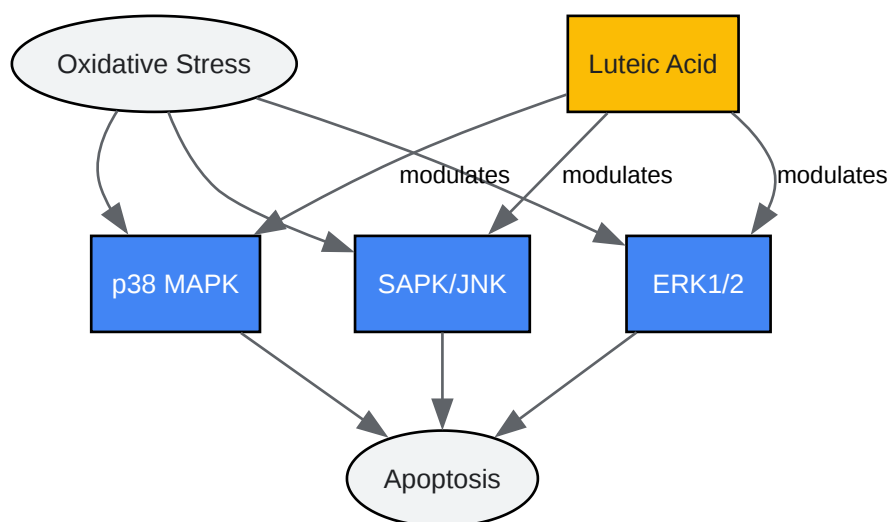 Oxidative Stress
Luteic Acid
modulates
modulates
modulates
p38 MAPK
SAPK/JNK
ERK1/2
Apoptosis